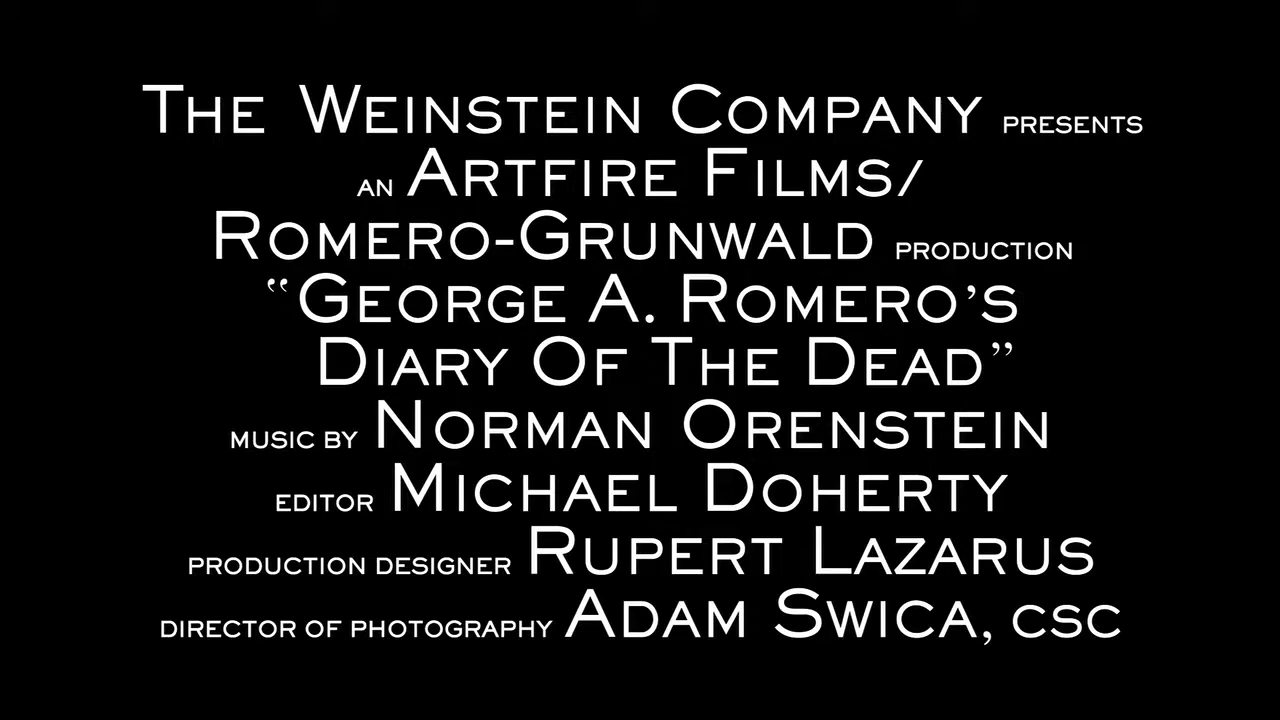 THE WEINSTEIN COMPANY PRESENTS
AN ARTFIRE FILMS/
ROMERO-GRUNWALD PRODUCTION
“GEORGE A. ROMERO’S
DIARY OF THE DEAD”
MUSIC BY NORMAN ORENSTEIN
EDITOR MICHAEL DOHERTY
PRODUCTION DESIGNER RUPERT LAZARUS
DIRECTOR OF PHOTOGRAPHY ADAM SWICA, CSC